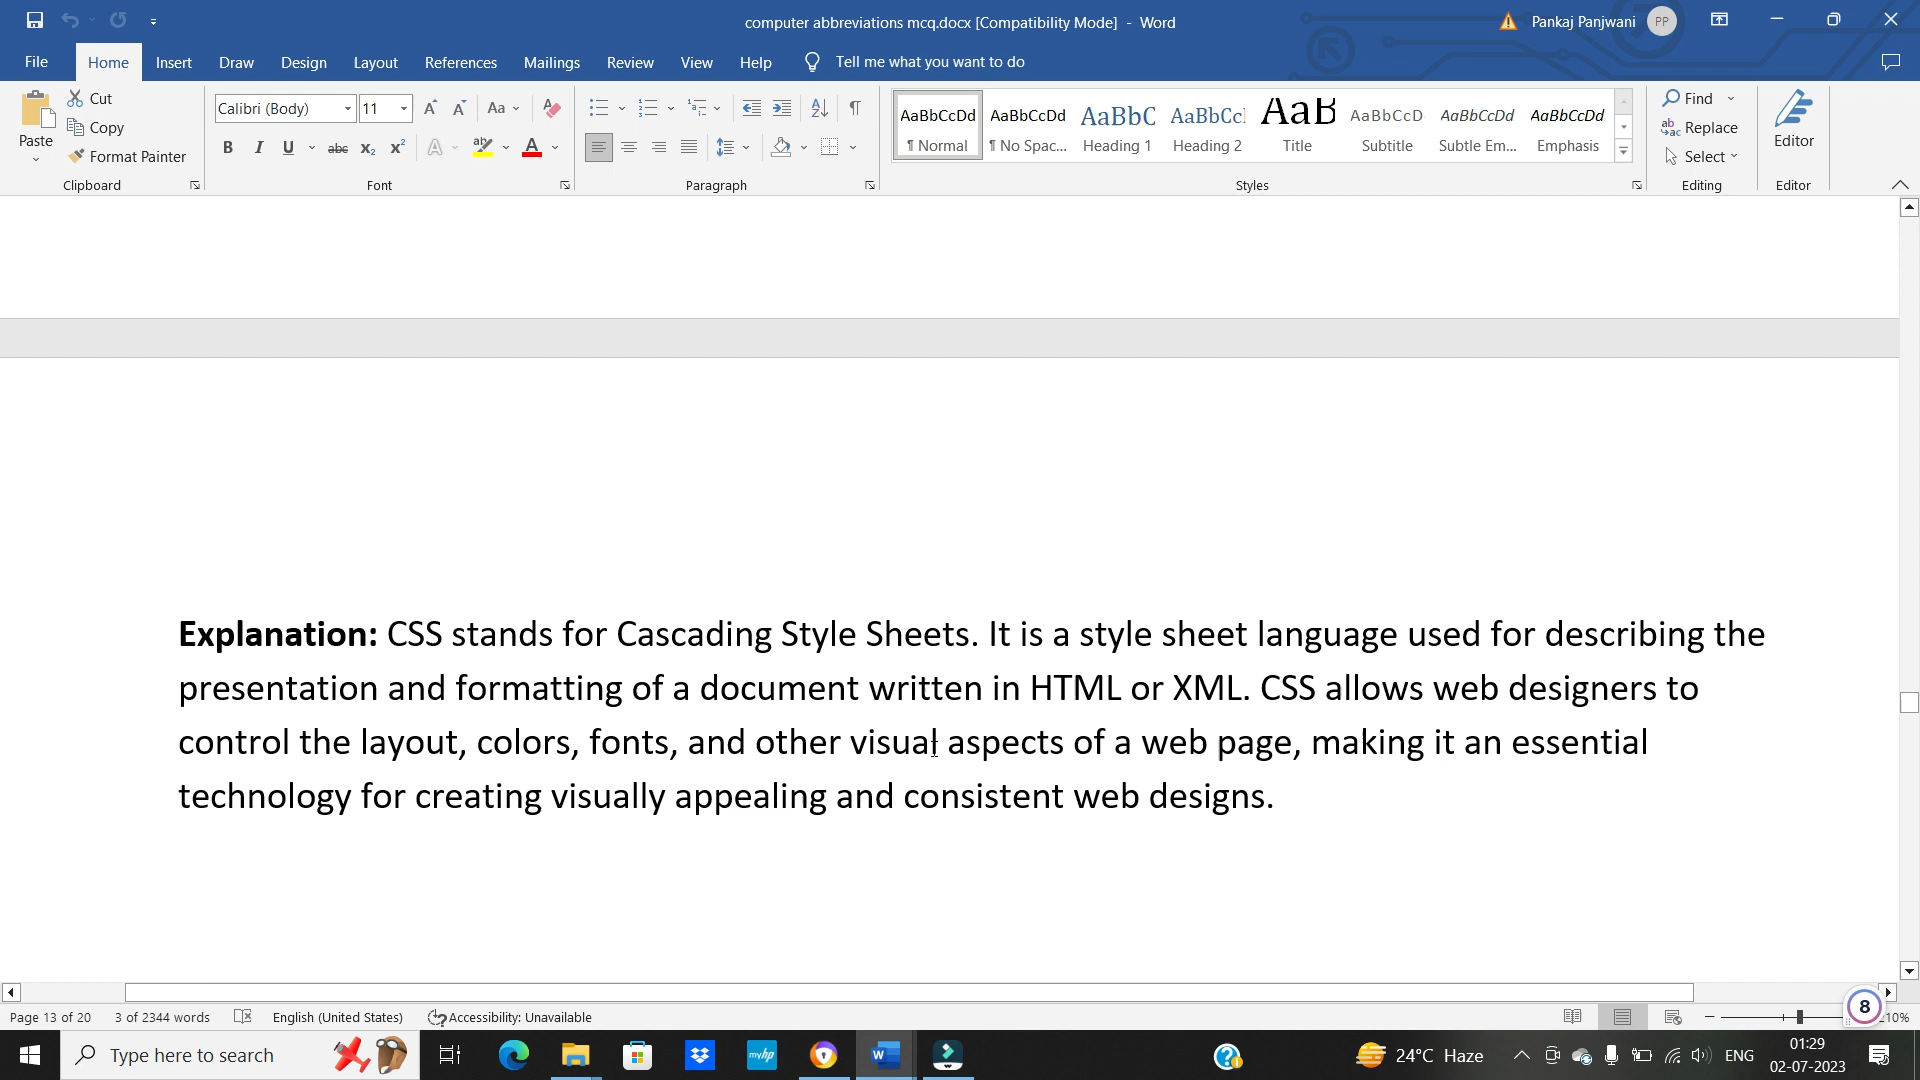 computer abbreviations mcq.docx [Compatibility Mode] - Word
Pankaj Panjwani PP
File Home Insert Draw Design Layout References Mailings Review View Help Tell me what you want to do
Paste
Cut
Copy
Format Painter
Clipboard
Calibri (Body) 11
Font
Paragraph
AaBbCcDd AaBbCcDd AaBbC AaBbCc AaB AaBbCcD AaBbCcDd AaBbCcDd
¶ Normal ¶ No Spac... Heading 1 Heading 2 Title Subtitle Subtle Em... Emphasis
Styles
Find
Replace
Select
Editing
Editor
Editor
Explanation: CSS stands for Cascading Style Sheets. It is a style sheet language used for describing the
presentation and formatting of a document written in HTML or XML. CSS allows web designers to
control the layout, colors, fonts, and other visual aspects of a web page, making it an essential
technology for creating visually appealing and consistent web designs.
Page 13 of 20 3 of 2344 words English (United States) Accessibility: Unavailable
8
Type here to search
myhp
24°C Haze
ENG
01:29
02-07-2023